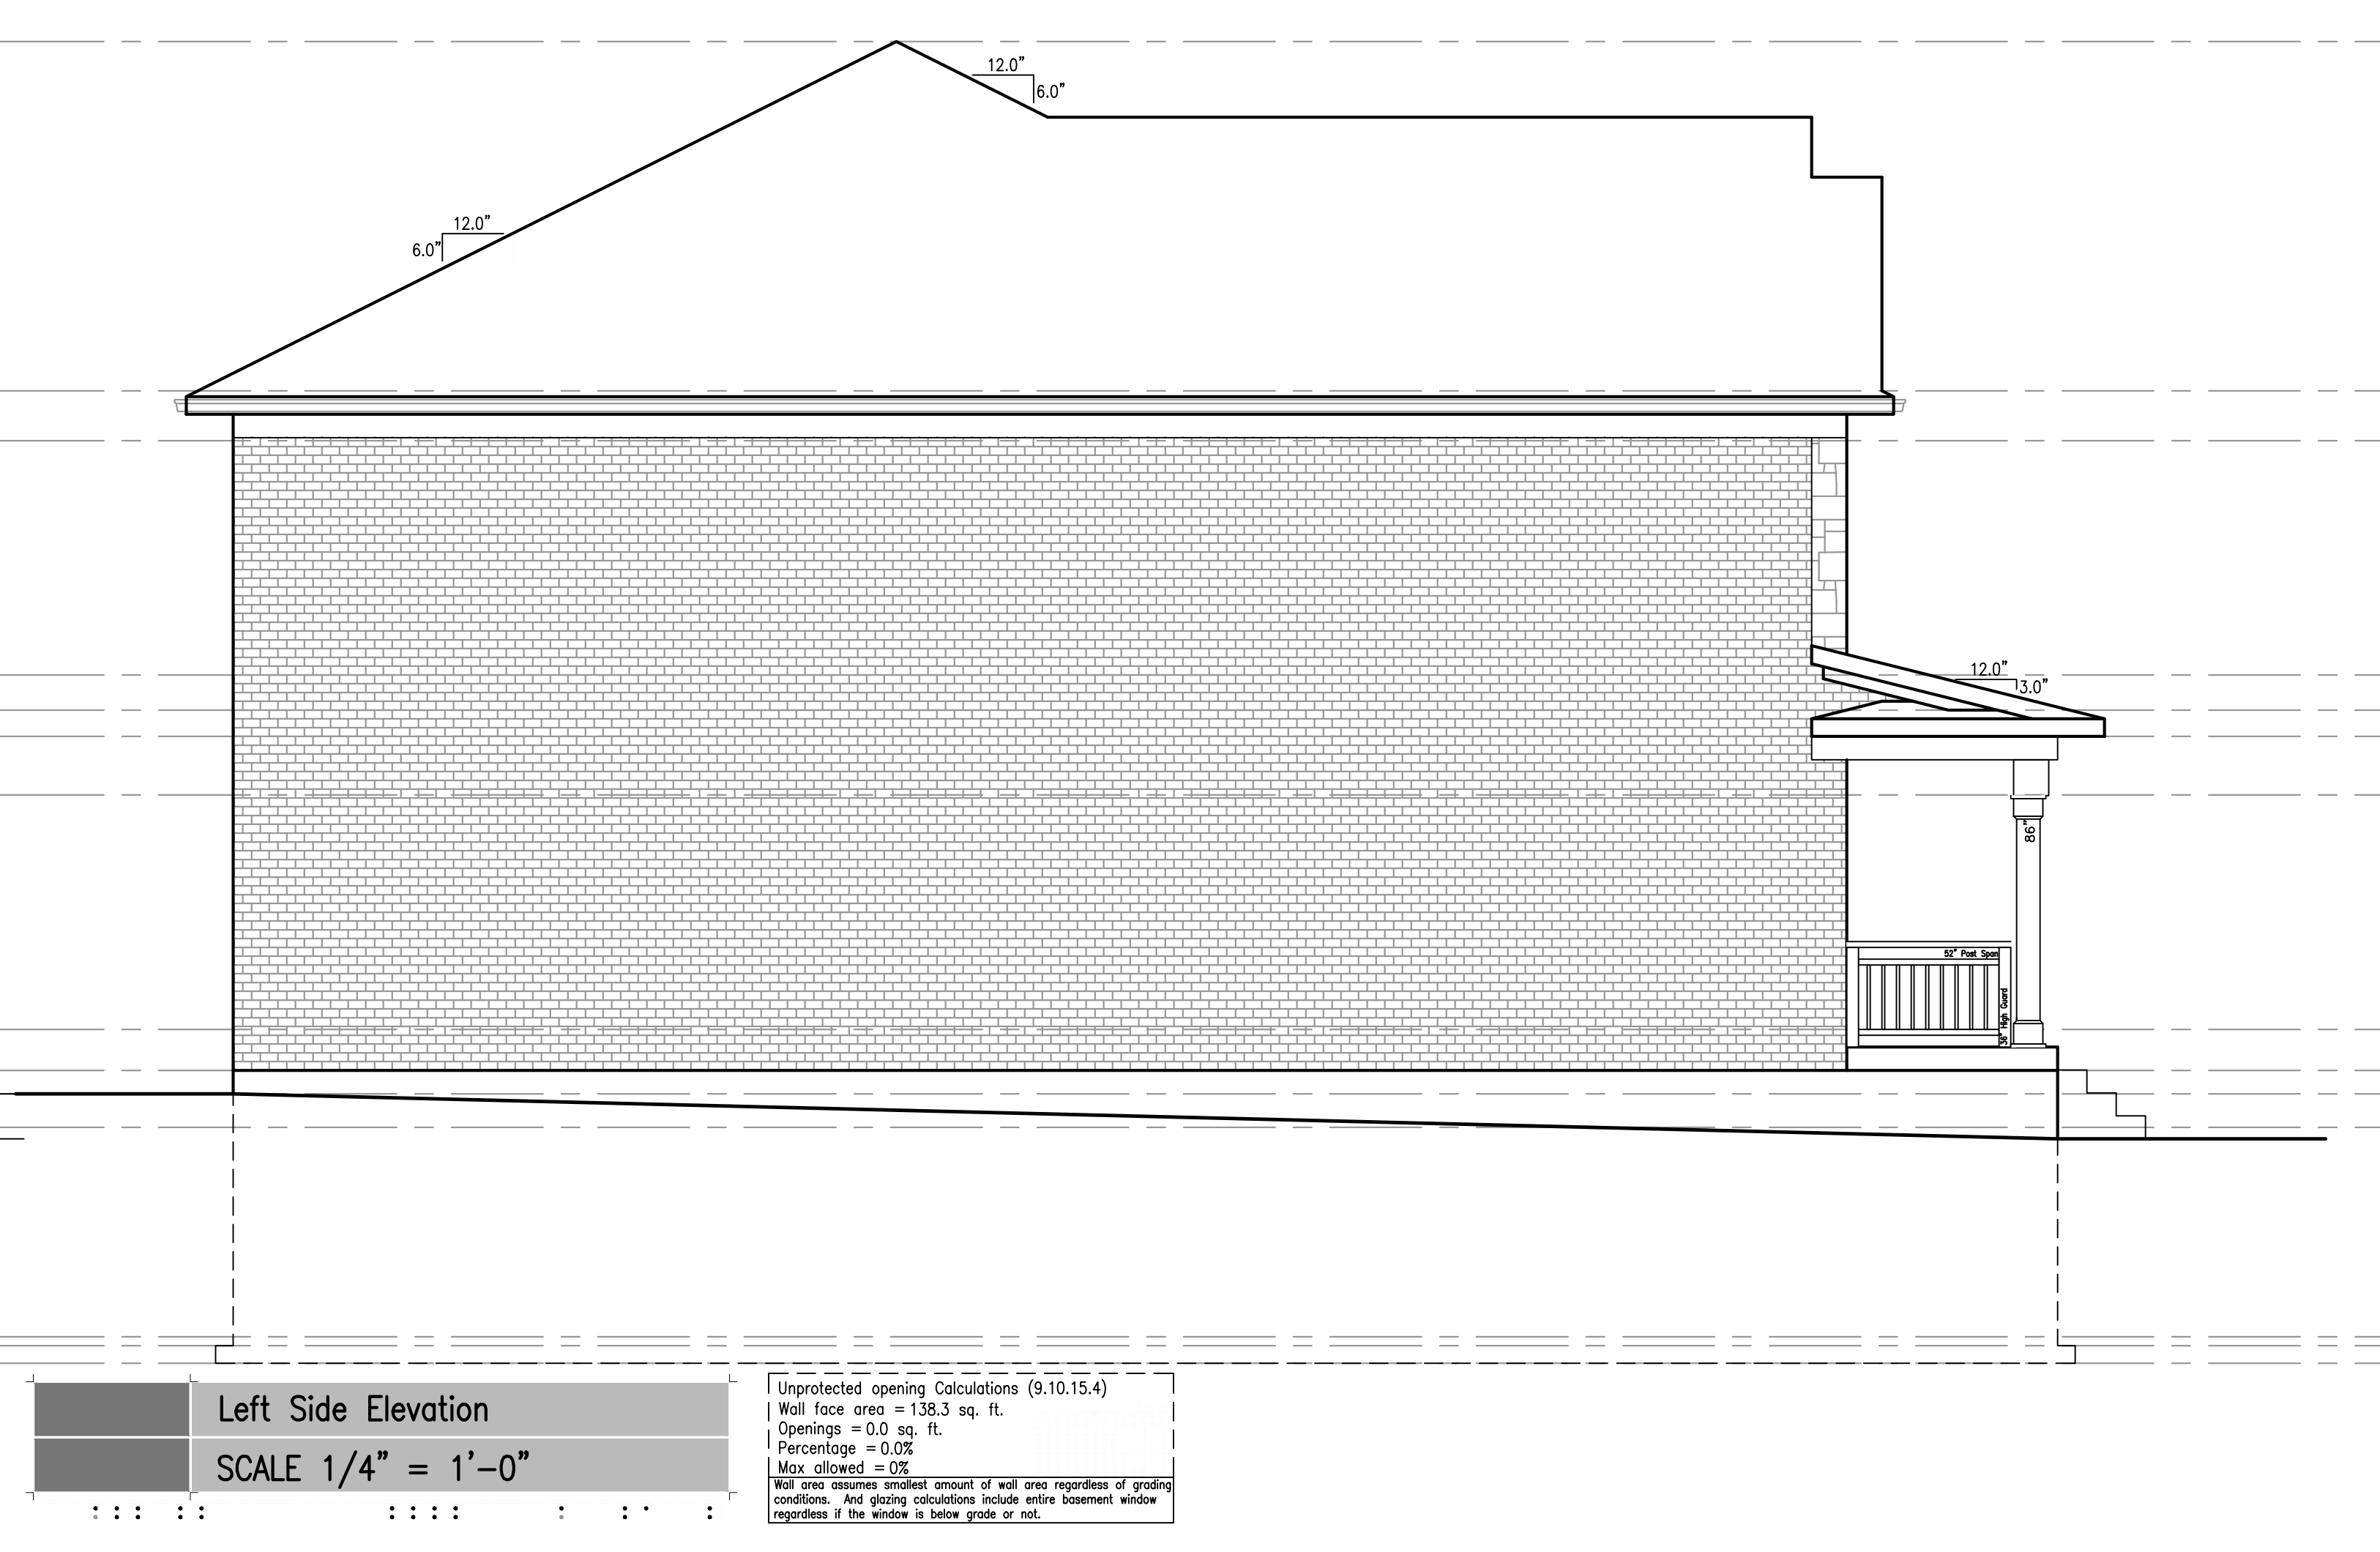 12.0"
6.0"
12.0"
6.0"
12.0"
3.0"
86"
52" Post Span
36" High Guard
Left Side Elevation
SCALE 1/4" = 1'-0"
Unprotected opening Calculations (9.10.15.4)
Wall face area = 138.3 sq. ft.
Openings = 0.0 sq. ft.
Percentage = 0.0%
Max allowed = 0%
Wall area assumes smallest amount of wall area regardless of grading
conditions. And glazing calculations include entire basement window
regardless if the window is below grade or not.